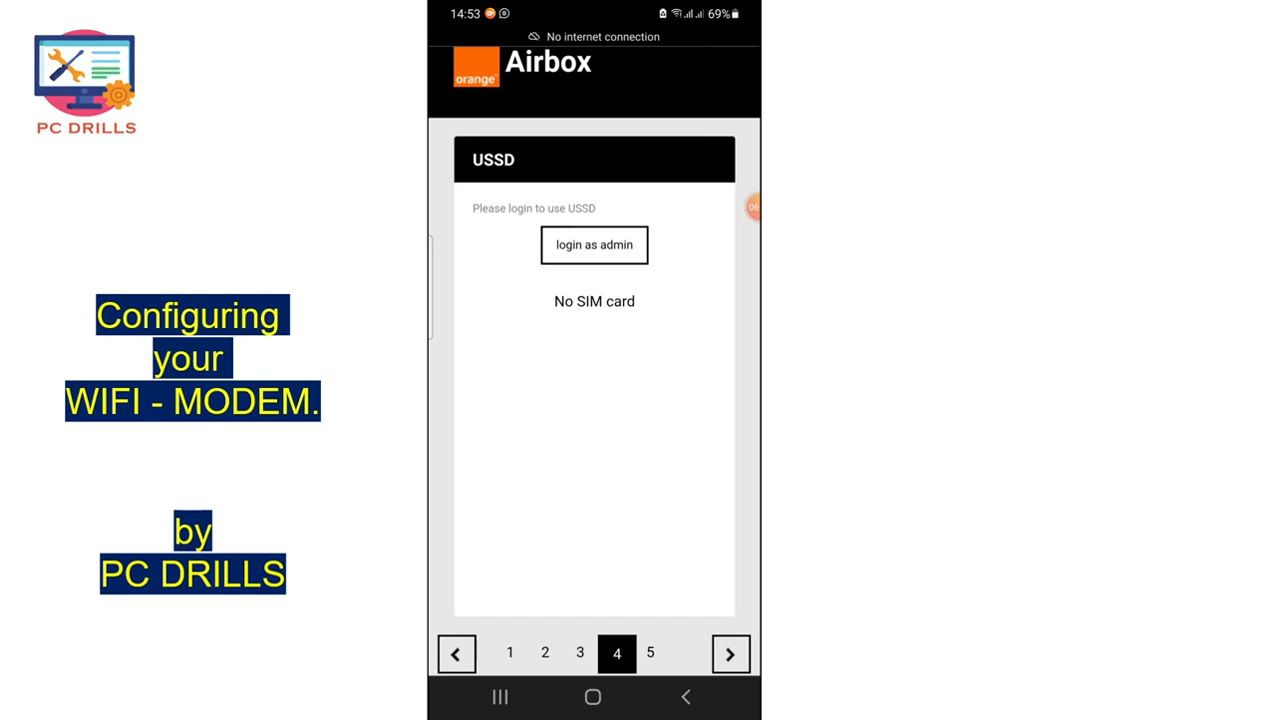 PC DRILLS
Configuring
your
WIFI - MODEM.
by
PC DRILLS
14:53
69%
No internet connection
orange
Airbox
USSD
Please login to use USSD
login as admin
No SIM card
1 2 3 4 5